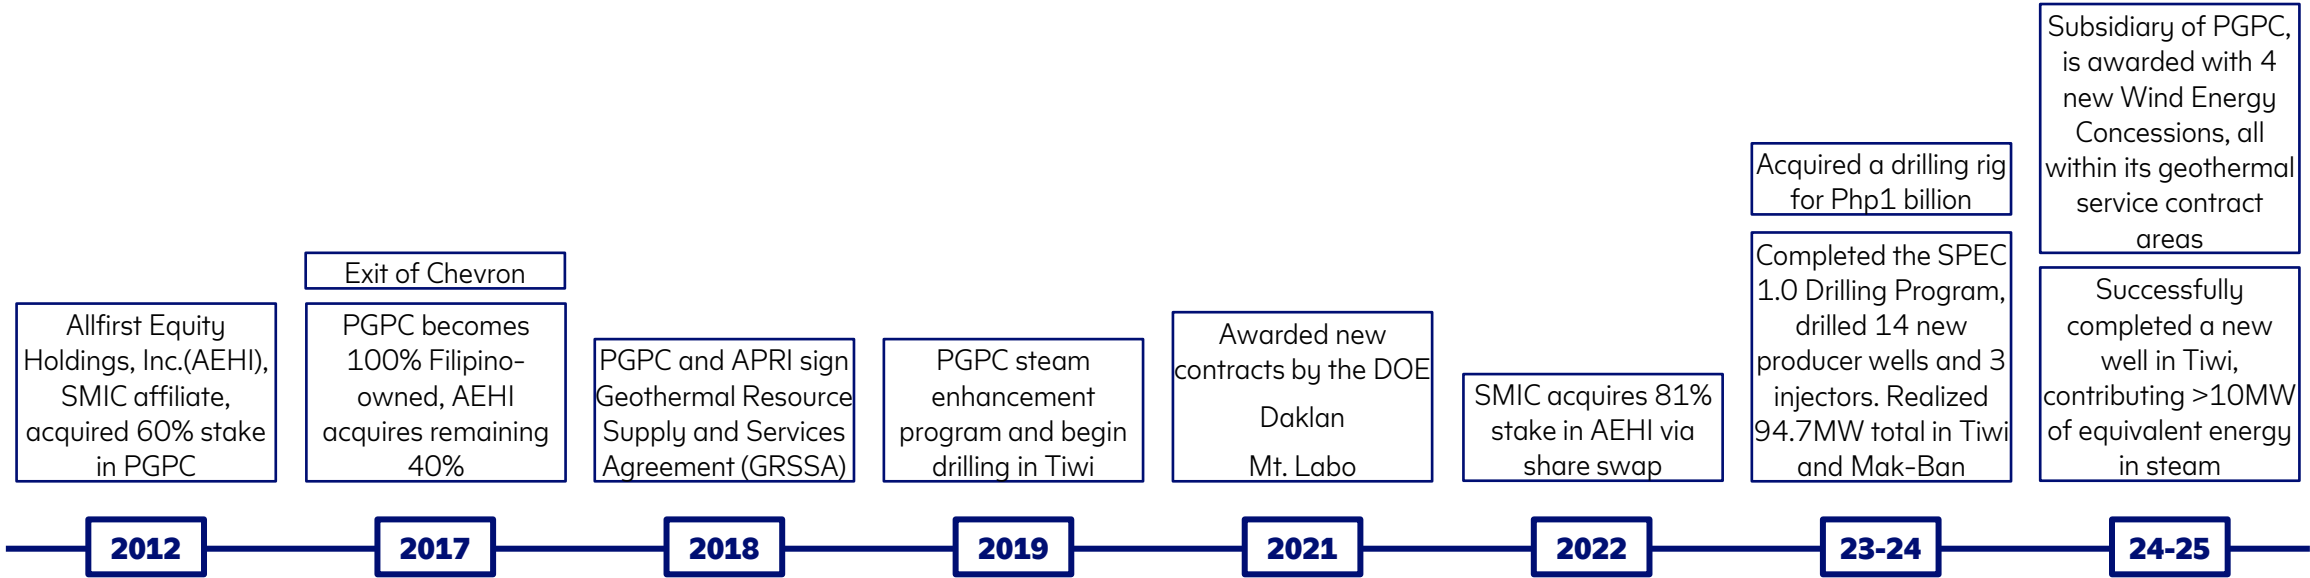 Allfirst Equity
Holdings, Inc.(AEHI),
SMIC affiliate,
acquired 60% stake
in PGPC
2012
Exit of Chevron
PGPC becomes
100% Filipino-
owned, AEHI
acquires remaining
40%
2017
PGPC and APRI sign
Geothermal Resource
Supply and Services
Agreement (GRSSA)
2018
PGPC steam
enhancement
program and begin
drilling in Tiwi
2019
Awarded new
contracts by the DOE
Daklan
Mt. Labo
2021
SMIC acquires 81%
stake in AEHI via
share swap
2022
Acquired a drilling rig
for Php1 billion
Completed the SPEC
1.0 Drilling Program,
drilled 14 new
producer wells and 3
injectors. Realized
94.7MW total in Tiwi
and Mak-Ban
23-24
Subsidiary of PGPC,
is awarded with 4
new Wind Energy
Concessions, all
within its geothermal
service contract
areas
Successfully
completed a new
well in Tiwi,
contributing >10MW
of equivalent energy
in steam
24-25